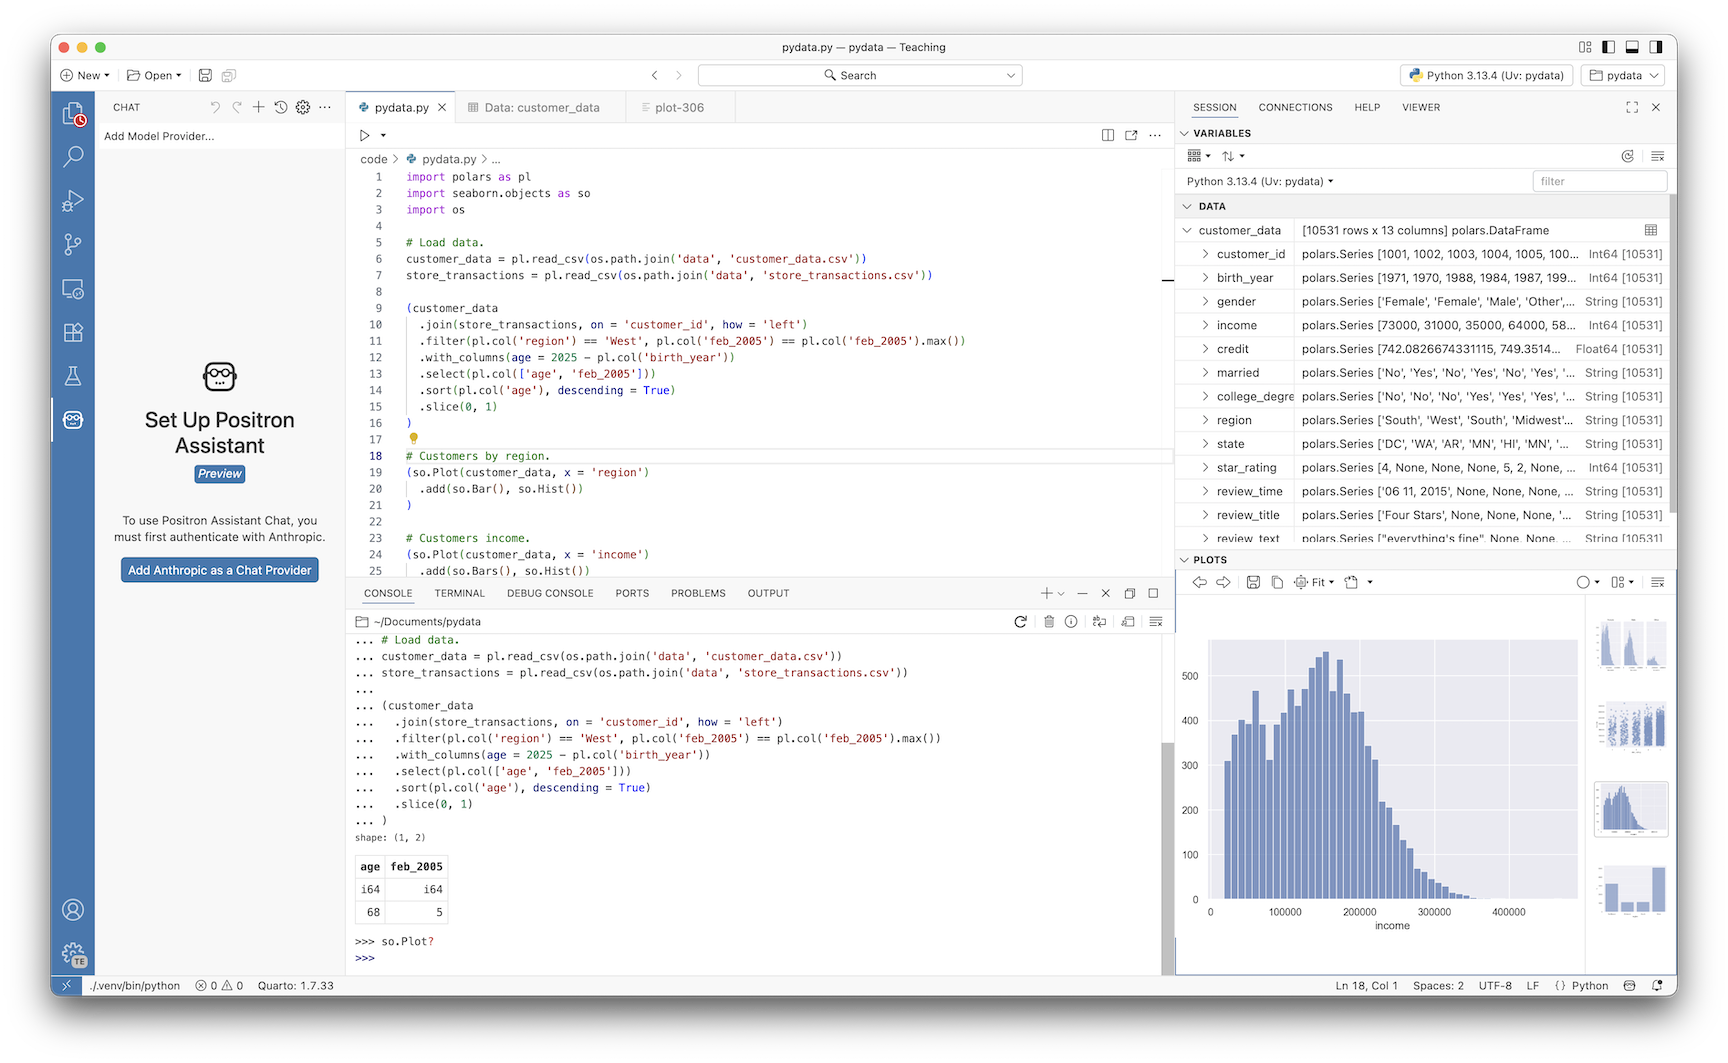 pydata.py — pydata — Teaching
New
Open
Search
Python 3.13.4 (Uv: pydata)
pydata
CHAT
Add Model Provider...
Set Up Positron
Assistant
Preview
To use Positron Assistant Chat, you
must first authenticate with Anthropic.
Add Anthropic as a Chat Provider
TE
pydata.py
Data: customer_data
plot-306
code > pydata.py > ...
1 import polars as pl
2 import seaborn.objects as so
3 import os
4
5 # Load data.
6 customer_data = pl.read_csv(os.path.join('data', 'customer_data.csv'))
7 store_transactions = pl.read_csv(os.path.join('data', 'store_transactions.csv'))
8
9 (customer_data
10 .join(store_transactions, on = 'customer_id', how = 'left')
11 .filter(pl.col('region') == 'West', pl.col('feb_2005') == pl.col('feb_2005').max())
12 .with_columns(age = 2025 - pl.col('birth_year'))
13 .select(pl.col(['age', 'feb_2005']))
14 .sort(pl.col('age'), descending = True)
15 .slice(0, 1)
16 )
17
18 # Customers by region.
19 (so.Plot(customer_data, x = 'region')
20 .add(so.Bar(), so.Hist())
21 )
22
23 # Customers income.
24 (so.Plot(customer_data, x = 'income')
25 .add(so.Bars(), so.Hist())
CONSOLE TERMINAL DEBUG CONSOLE PORTS PROBLEMS OUTPUT
~/Documents/pydata
... # Load data.
... customer_data = pl.read_csv(os.path.join('data', 'customer_data.csv'))
... store_transactions = pl.read_csv(os.path.join('data', 'store_transactions.csv'))
...
... (customer_data
... .join(store_transactions, on = 'customer_id', how = 'left')
... .filter(pl.col('region') == 'West', pl.col('feb_2005') == pl.col('feb_2005').max())
... .with_columns(age = 2025 - pl.col('birth_year'))
... .select(pl.col(['age', 'feb_2005']))
... .sort(pl.col('age'), descending = True)
... .slice(0, 1)
... )
shape: (1, 2)
age feb_2005
i64 i64
68 5
>>> so.Plot?
>>>
SESSION CONNECTIONS HELP VIEWER
VARIABLES
Python 3.13.4 (Uv: pydata)
filter
DATA
customer_data [10531 rows x 13 columns] polars.DataFrame
customer_id polars.Series [1001, 1002, 1003, 1004, 1005, 100... Int64 [10531]
birth_year polars.Series [1971, 1970, 1988, 1984, 1987, 199... Int64 [10531]
gender polars.Series ['Female', 'Female', 'Male', 'Other',... String [10531]
income polars.Series [73000, 31000, 35000, 64000, 58... Int64 [10531]
credit polars.Series [742.0826674331115, 749.3514... Float64 [10531]
married polars.Series ['No', 'Yes', 'No', 'Yes', 'No', 'Yes', '... String [10531]
college_degre polars.Series ['No', 'No', 'No', 'Yes', 'Yes', 'Yes', '... String [10531]
region polars.Series ['South', 'West', 'South', 'Midwest'... String [10531]
state polars.Series ['DC', 'WA', 'AR', 'MN', 'HI', 'MN', '... String [10531]
star_rating polars.Series [4, None, None, None, 5, 2, None, ... Int64 [10531]
review_time polars.Series ['06 11, 2015', None, None, None, ... String [10531]
review_title polars.Series ['Four Stars', None, None, None, '... String [10531]
review_text polars.Series ["everything's fine", None, None, ... String [10531]
PLOTS
Fit
500
400
300
200
100
0
0 100000 200000 300000 400000
income
./.venv/bin/python 0 0 Quarto: 1.7.33
Ln 18, Col 1 Spaces: 2 UTF-8 LF {} Python